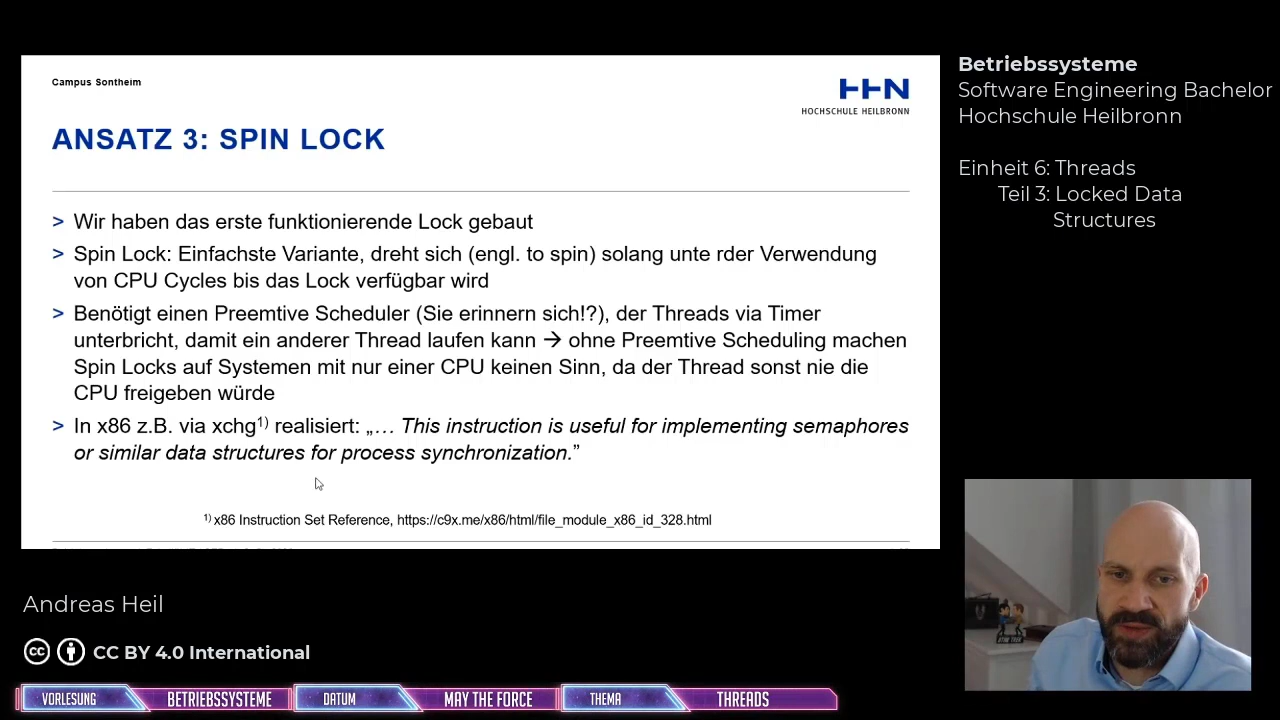 Campus Sontheim
HHN
HOCHSCHULE HEILBRONN
ANSATZ 3: SPIN LOCK
> Wir haben das erste funktionierende Lock gebaut
> Spin Lock: Einfachste Variante, dreht sich (engl. to spin) solang unte rder Verwendung
von CPU Cycles bis das Lock verfügbar wird
> Benötigt einen Preemtive Scheduler (Sie erinnern sich!?), der Threads via Timer
unterbricht, damit ein anderer Thread laufen kann → ohne Preemtive Scheduling machen
Spin Locks auf Systemen mit nur einer CPU keinen Sinn, da der Thread sonst nie die
CPU freigeben würde
> In x86 z.B. via xchg1) realisiert: „… This instruction is useful for implementing semaphores
or similar data structures for process synchronization.”
1) x86 Instruction Set Reference, https://c9x.me/x86/html/file_module_x86_id_328.html
Betriebssysteme
Software Engineering Bachelor
Hochschule Heilbronn
Einheit 6: Threads
Teil 3: Locked Data
Structures
Andreas Heil
cc CC BY 4.0 International
VORLESUNG BETRIEBSSYSTEME DATUM MAY THE FORCE THEMA THREADS